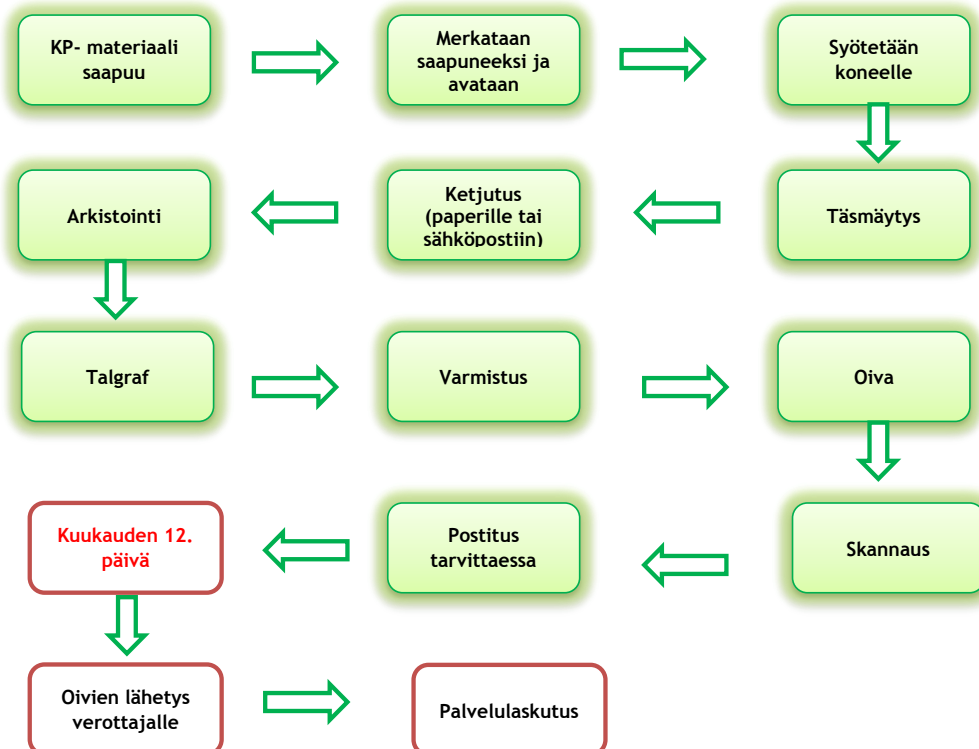 KP- materiaali
saapuu
Merkataan
saapuneeksi ja
avataan
Syötetään
koneelle
Arkistointi
Ketjutus
(paperille tai
sähköpostiin)
Täsmäytys
Talgraf
Varmistus
Oiva
Kuukauden 12.
päivä
Postitus
tarvittaessa
Skannaus
Oivien lähetys
verottajalle
Palvelulaskutus